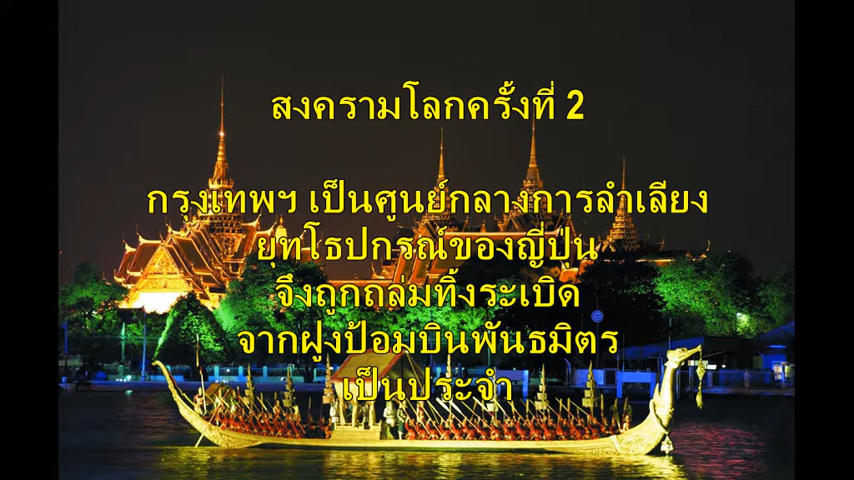 สงครามโลกครั้งที่ 2
กรุงเทพฯ เป็นศูนย์กลางการลำเลียง
ยุทโธปกรณ์ของญี่ปุ่น
จึงถูกถล่มทิ้งระเบิด
จากฝูงป้อมบินพันธมิตร
เป็นประจำ